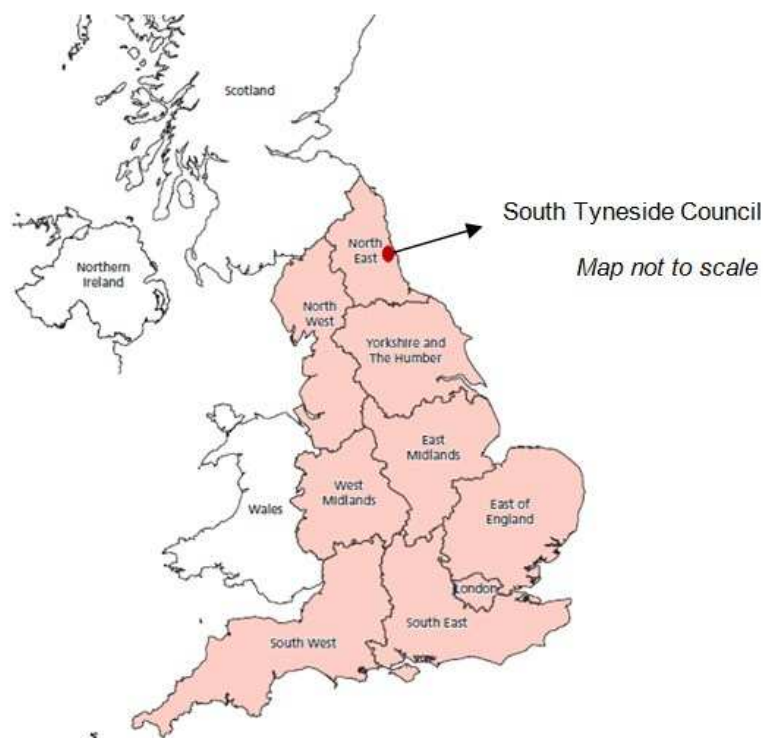 Scotland
South Tyneside Council
North
East
Map not to scale
Northern
Ireland
North
West
Yorkshire and
The Humber
East
Midlands
West
Midlands
East of
England
Wales
London
South East
South West